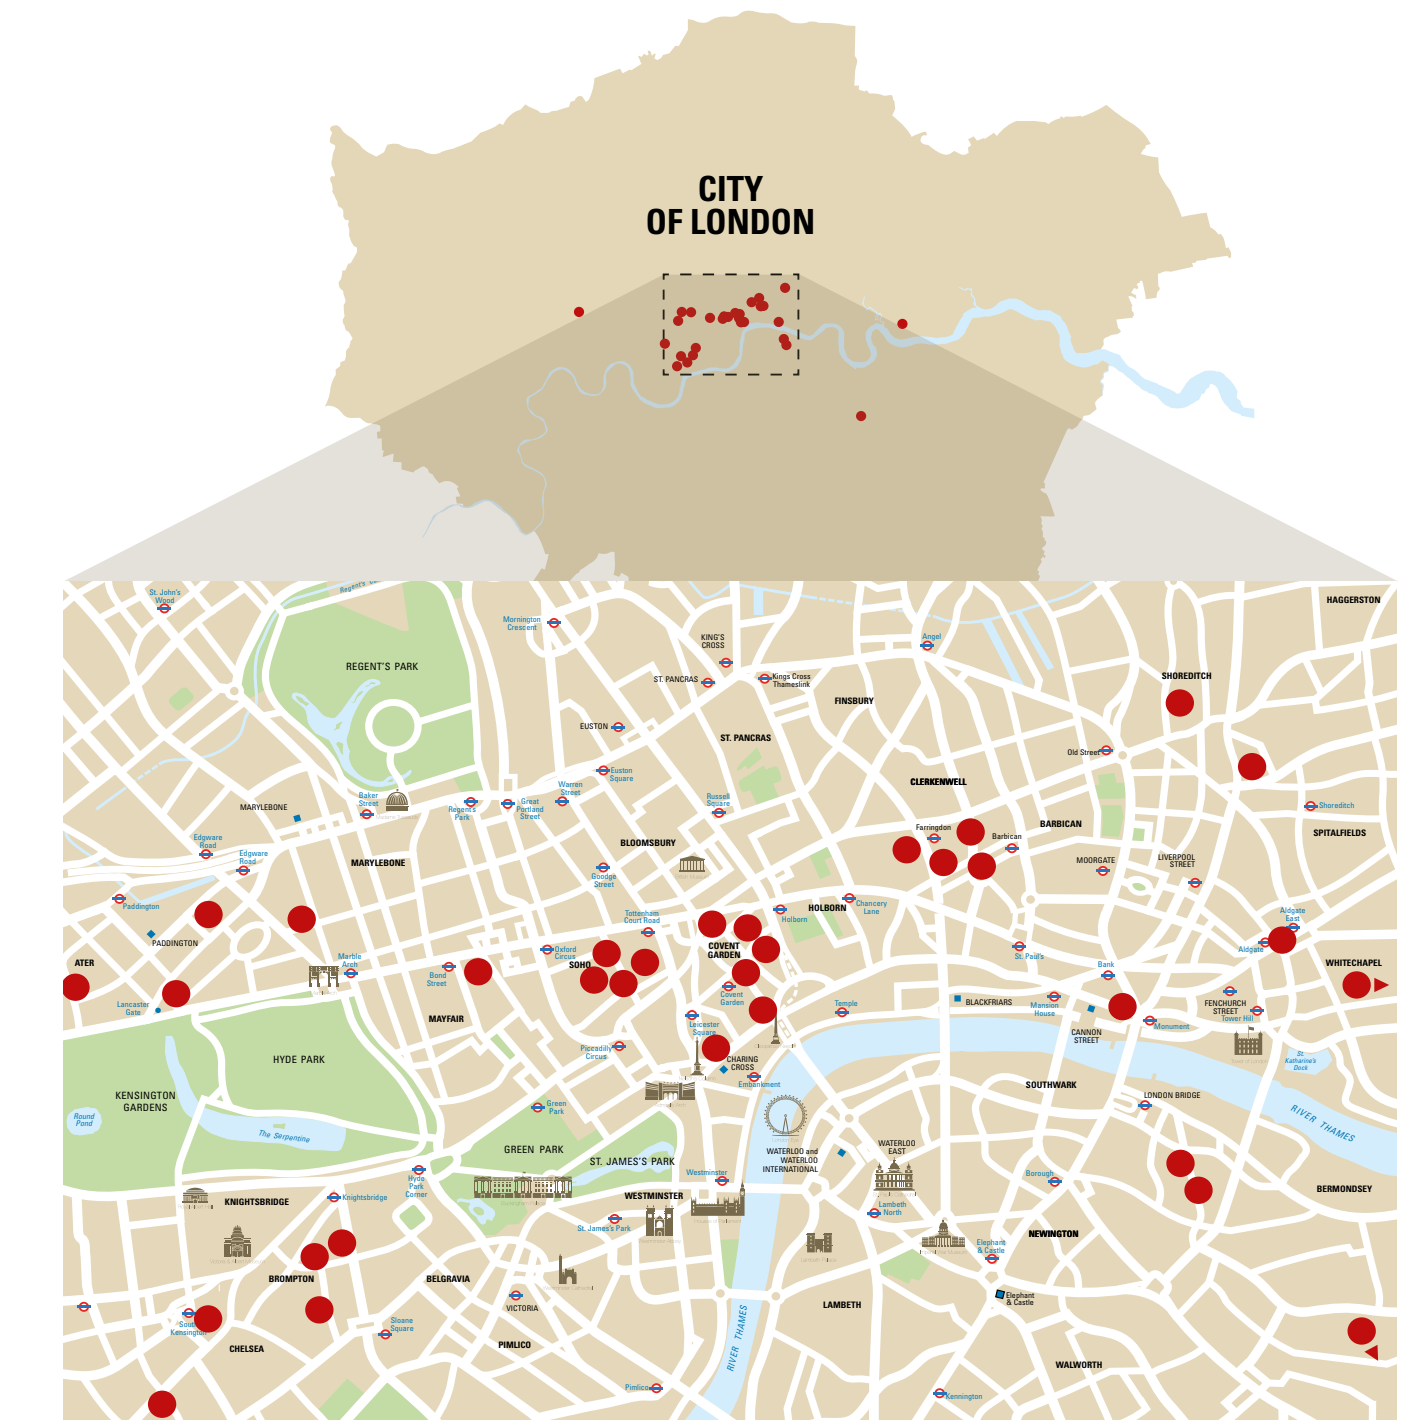 CITY
OF LONDON
St. John's
Wood
Mornington
Crescent
KING'S
CROSS
Angel
HAGGERSTON
REGENT'S PARK
ST. PANCRAS
Kings Cross
Thameslink
SHOREDITCH
FINSBURY
EUSTON
ST. PANCRAS
Old Street
Euston
Square
CLERKENWELL
Warren
Street
Baker
Street
MARYLEBONE
Regent's
Park
Great
Portland
Street
Russell
Square
Shoreditch
SPITALFIELDS
BARBICAN
Farringdon
Barbican
Edgware
Road
Edgware
Road
BLOOMSBURY
MARYLEBONE
MOORGATE
LIVERPOOL
STREET
Goodge
Street
Paddington
HOLBORN
Chancery
Lane
Holborn
Tottenham
Court Road
Aldgate
East
Aldgate
PADDINGTON
Oxford
Circus
COVENT
GARDEN
St. Paul's
ATER
Marble
Arch
SOHO
Bank
WHITECHAPEL
Bond
Street
Lancaster
Gate
Covent
Garden
Temple
BLACKFRIARS
Mansion
House
FENCHURCH
STREET
Tower Hill
MAYFAIR
Leicester
Square
CANNON
STREET
Monument
Piccadilly
Circus
HYDE PARK
CHARING
CROSS
St.
Katharine's
Dock
Embankment
SOUTHWARK
KENSINGTON
GARDENS
LONDON BRIDGE
Round
Pond
Green
Park
RIVER THAMES
The Serpentine
GREEN PARK
ST. JAMES'S PARK
WATERLOO and
WATERLOO
INTERNATIONAL
WATERLOO
EAST
Hyde
Park
Corner
Westminster
Borough
BERMONDSEY
KNIGHTSBRIDGE
Knightsbridge
WESTMINSTER
Lambeth
North
St. James's Park
NEWINGTON
Elephant
& Castle
BROMPTON
BELGRAVIA
VICTORIA
Elephant
& Castle
LAMBETH
South
Kensington
Sloane
Square
CHELSEA
PIMLICO
RIVER THAMES
WALWORTH
Pimlico
Kennington